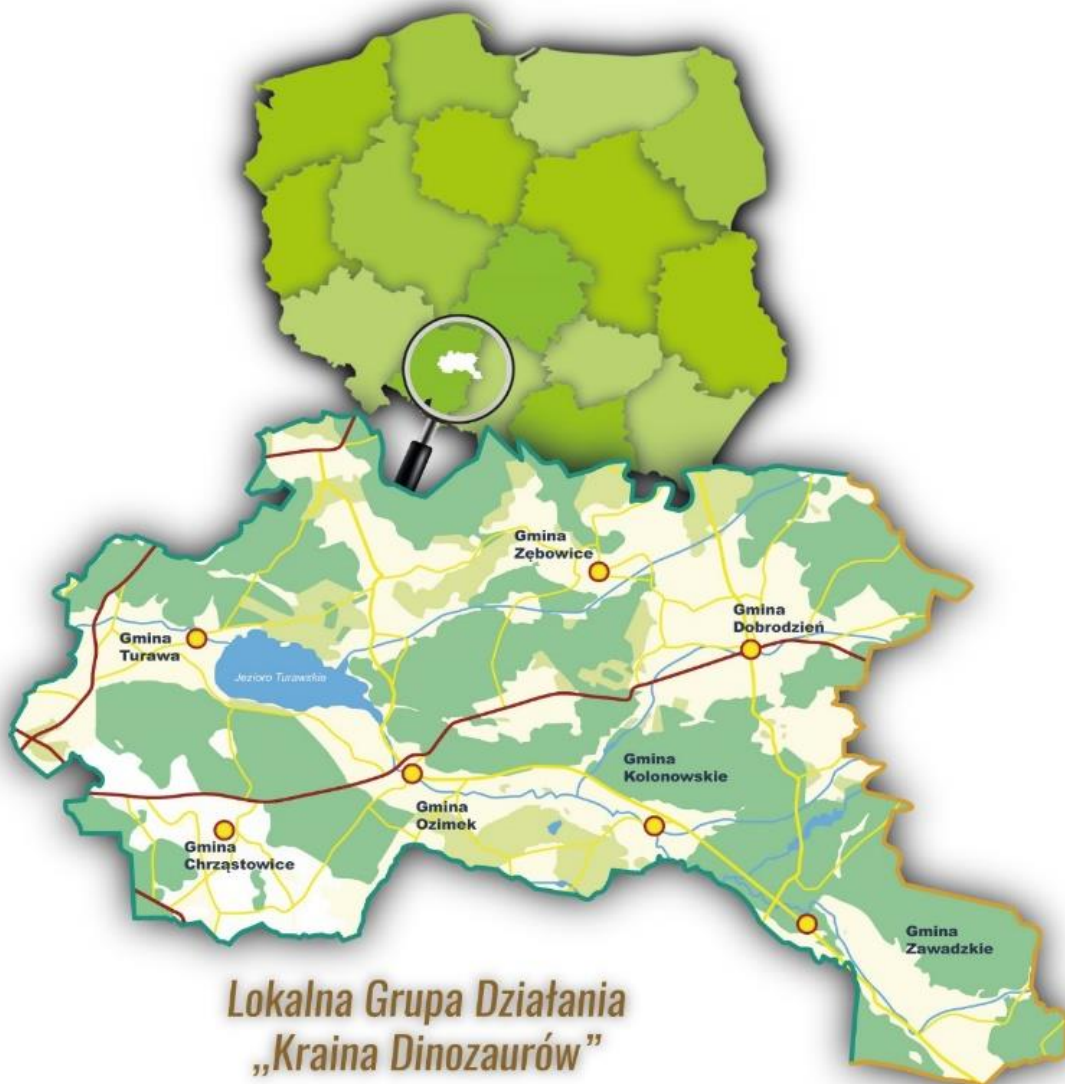 Gmina
Zębowice
Gmina
Dobrodzień
Gmina
Turawa
Jezioro Turawskie
Gmina
Kolonowskie
Gmina
Ozimek
Gmina
Chrząstowice
Gmina
Zawadzkie
Lokalna Grupa Działania
„Kraina Dinozaurów”